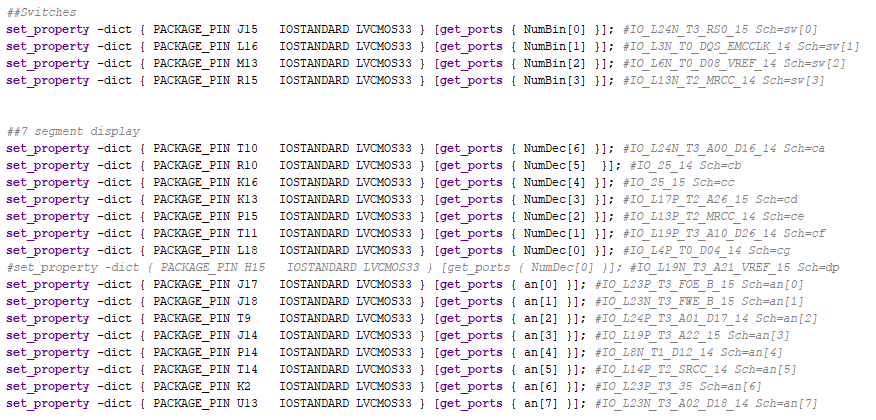 ##Switches
set_property -dict { PACKAGE_PIN J15   IOSTANDARD LVCMOS33 } [get_ports { NumBin[0] }]; #IO_L24N_T3_RS0_15 Sch=sw[0]
set_property -dict { PACKAGE_PIN L16   IOSTANDARD LVCMOS33 } [get_ports { NumBin[1] }]; #IO_L3N_T0_DQS_EMCCLK_14 Sch=sw[1]
set_property -dict { PACKAGE_PIN M13   IOSTANDARD LVCMOS33 } [get_ports { NumBin[2] }]; #IO_L6N_T0_D08_VREF_14 Sch=sw[2]
set_property -dict { PACKAGE_PIN R15   IOSTANDARD LVCMOS33 } [get_ports { NumBin[3] }]; #IO_L13N_T2_MRCC_14 Sch=sw[3]
##7 segment display
set_property -dict { PACKAGE_PIN T10   IOSTANDARD LVCMOS33 } [get_ports { NumDec[6] }]; #IO_L24N_T3_A00_D16_14 Sch=ca
set_property -dict { PACKAGE_PIN R10   IOSTANDARD LVCMOS33 } [get_ports { NumDec[5]  }]; #IO_25_14 Sch=cb
set_property -dict { PACKAGE_PIN K16   IOSTANDARD LVCMOS33 } [get_ports { NumDec[4] }]; #IO_25_15 Sch=cc
set_property -dict { PACKAGE_PIN K13   IOSTANDARD LVCMOS33 } [get_ports { NumDec[3] }]; #IO_L17P_T2_A26_15 Sch=cd
set_property -dict { PACKAGE_PIN P15   IOSTANDARD LVCMOS33 } [get_ports { NumDec[2] }]; #IO_L13P_T2_MRCC_14 Sch=ce
set_property -dict { PACKAGE_PIN T11   IOSTANDARD LVCMOS33 } [get_ports { NumDec[1] }]; #IO_L19P_T3_A10_D26_14 Sch=cf
set_property -dict { PACKAGE_PIN L18   IOSTANDARD LVCMOS33 } [get_ports { NumDec[0] }]; #IO_L4P_T0_D04_14 Sch=cg
#set_property -dict { PACKAGE_PIN H15   IOSTANDARD LVCMOS33 } [get_ports { NumDec[0] }]; #IO_L19N_T3_A21_VREF_15 Sch=dp
set_property -dict { PACKAGE_PIN J17   IOSTANDARD LVCMOS33 } [get_ports { an[0] }]; #IO_L23P_T3_FOE_B_15 Sch=an[0]
set_property -dict { PACKAGE_PIN J18   IOSTANDARD LVCMOS33 } [get_ports { an[1] }]; #IO_L23N_T3_FWE_B_15 Sch=an[1]
set_property -dict { PACKAGE_PIN T9    IOSTANDARD LVCMOS33 } [get_ports { an[2] }]; #IO_L24P_T3_A01_D17_14 Sch=an[2]
set_property -dict { PACKAGE_PIN J14   IOSTANDARD LVCMOS33 } [get_ports { an[3] }]; #IO_L19P_T3_A22_15 Sch=an[3]
set_property -dict { PACKAGE_PIN P14   IOSTANDARD LVCMOS33 } [get_ports { an[4] }]; #IO_L8N_T1_D12_14 Sch=an[4]
set_property -dict { PACKAGE_PIN T14   IOSTANDARD LVCMOS33 } [get_ports { an[5] }]; #IO_L14P_T2_SRCC_14 Sch=an[5]
set_property -dict { PACKAGE_PIN K2    IOSTANDARD LVCMOS33 } [get_ports { an[6] }]; #IO_L23P_T3_35 Sch=an[6]
set_property -dict { PACKAGE_PIN U13   IOSTANDARD LVCMOS33 } [get_ports { an[7] }]; #IO_L23N_T3_A02_D18_14 Sch=an[7]